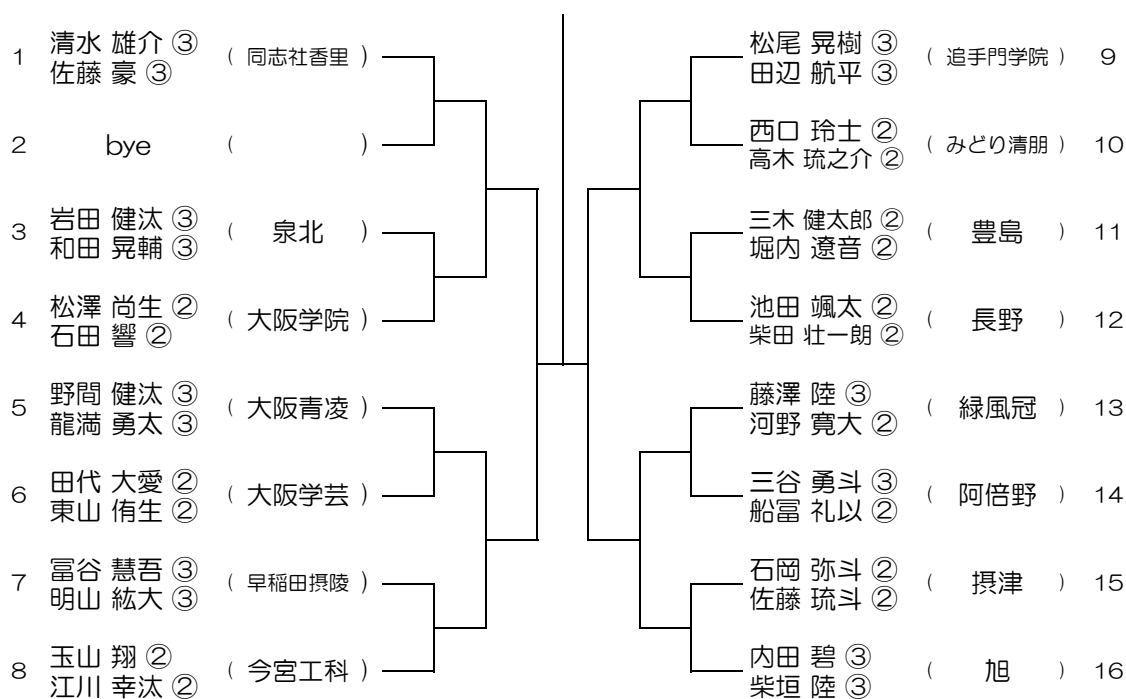 1 清水 雄介 ③ ( 同志社香里 )
佐藤 豪 ③
2 bye ( )
3 岩田 健汰 ③ ( 泉北 )
和田 晃輔 ③
4 松澤 尚生 ② ( 大阪学院 )
石田 響 ②
5 野間 健汰 ③ ( 大阪青凌 )
龍満 勇太 ③
6 田代 大愛 ② ( 大阪学芸 )
東山 侑生 ②
7 冨谷 慧吾 ③ ( 早稲田摂陵 )
明山 紘大 ③
8 玉山 翔 ② ( 今宮工科 )
江川 幸汰 ②
松尾 晃樹 ③ ( 追手門学院 ) 9
田辺 航平 ③
西口 玲士 ② ( みどり清朋 ) 10
高木 琉之介 ②
三木 健太郎 ② ( 豊島 ) 11
堀内 遼音 ②
池田 颯太 ② ( 長野 ) 12
柴田 壮一朗 ②
藤澤 陸 ③ ( 緑風冠 ) 13
河野 寛大 ②
三谷 勇斗 ③ ( 阿倍野 ) 14
船冨 礼以 ②
石岡 弥斗 ② ( 摂津 ) 15
佐藤 琉斗 ②
内田 碧 ③ ( 旭 ) 16
柴垣 陸 ③